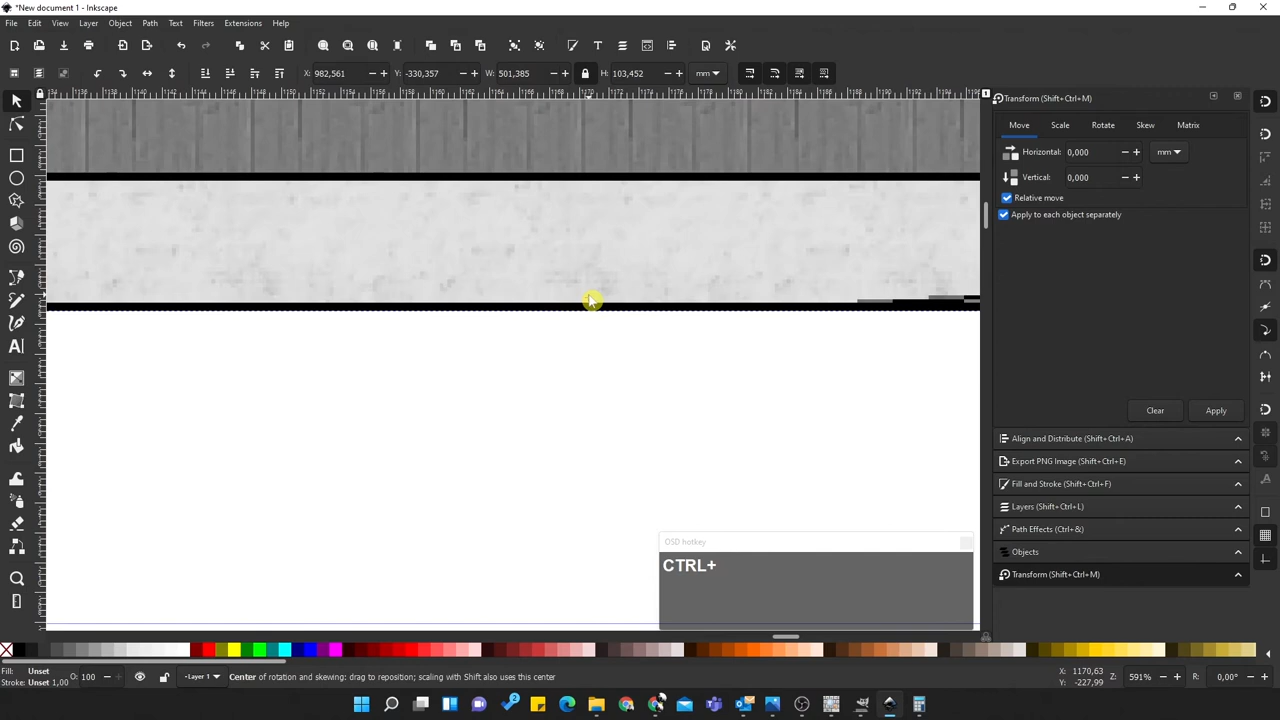 *New document 1 - Inkscape
File Edit View Layer Object Path Text Filters Extensions Help
X: 982,561 Y: -330,357 W: 501,385 H: 103,452 mm
Transform (Shift+Ctrl+M)
Move Scale Rotate Skew Matrix
Horizontal: 0,000 mm
Vertical: 0,000
Relative move
Apply to each object separately
Clear Apply
Align and Distribute (Shift+Ctrl+A)
Export PNG Image (Shift+Ctrl+E)
Fill and Stroke (Shift+Ctrl+F)
Layers (Shift+Ctrl+L)
Path Effects (Ctrl+&)
Objects
Transform (Shift+Ctrl+M)
OSD hotkey
CTRL+
Fill: Unset
Stroke: Unset 1,00
O: 100
Layer 1
Center of rotation and skewing: drag to reposition; scaling with Shift also uses this center
X: 1170,63
Y: -227,99
Z: 591%
R: 0,00°